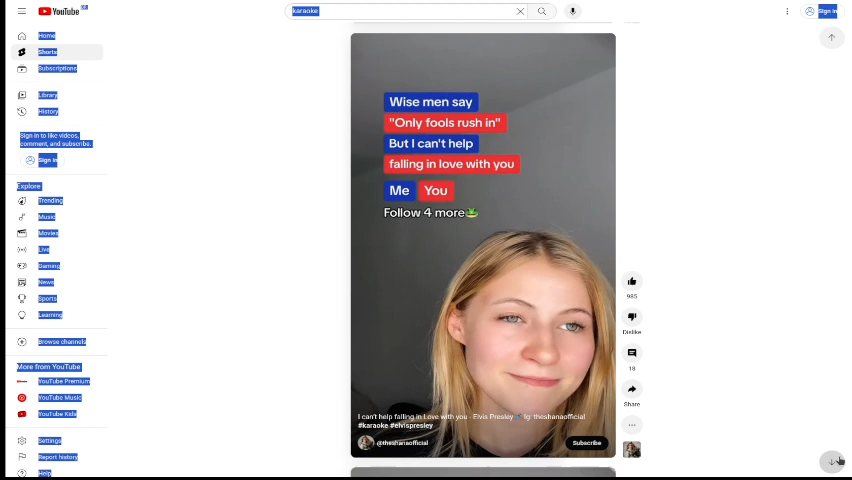 YouTube
karaoke
Sign in
Home
Shorts
Subscriptions
Library
History
Sign in to like videos,
comment, and subscribe.
Sign in
Explore
Trending
Music
Movies
Live
Gaming
News
Sports
Learning
Browse channels
More from YouTube
YouTube Premium
YouTube Music
YouTube Kids
Settings
Report history
Help
Wise men say
"Only fools rush in"
But I can't help
falling in love with you
Me You
Follow 4 more🐸
I can't help falling in Love with you - Elvis Presley 🎤 Ig: theshanaofficial
#karaoke #elvispresley
@theshanaofficial
Subscribe
985
Dislike
18
Share